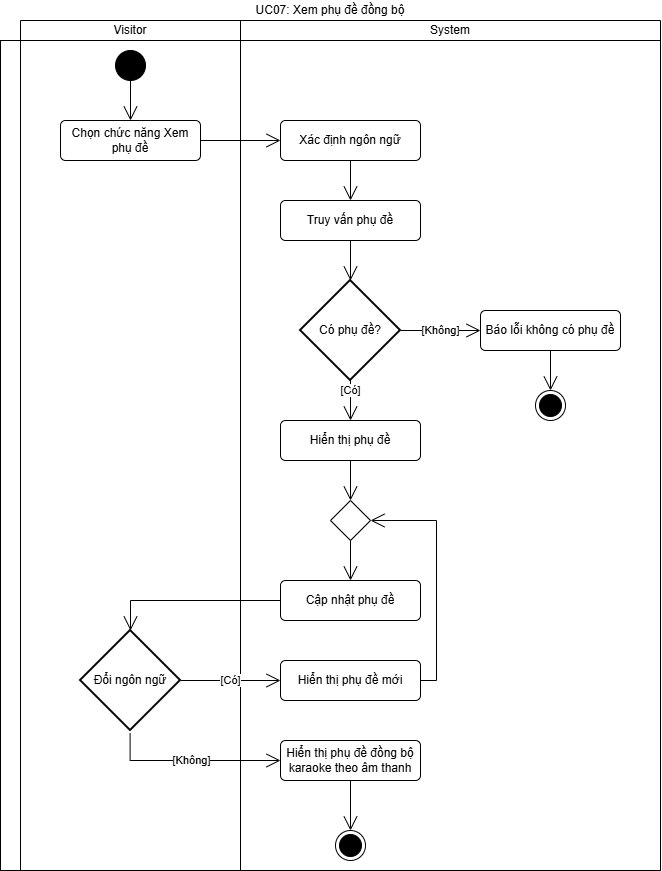 UC07: Xem phụ đề đồng bộ
Visitor
System
Chọn chức năng Xem
phụ đề
Xác định ngôn ngữ
Truy vấn phụ đề
Có phụ đề?
[Không]
Báo lỗi không có phụ đề
[Có]
Hiển thị phụ đề
Cập nhật phụ đề
Đổi ngôn ngữ
[Có]
Hiển thị phụ đề mới
[Không]
Hiển thị phụ đề đồng bộ
karaoke theo âm thanh